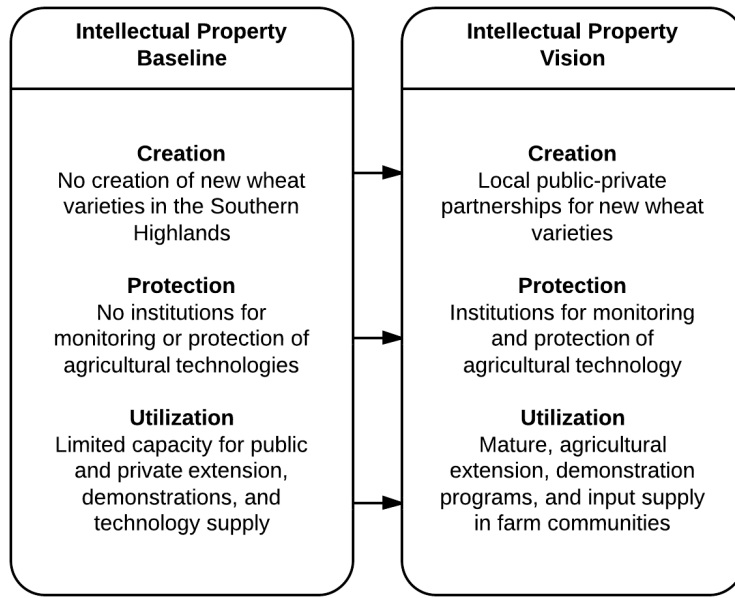 Intellectual Property
Baseline
Creation
No creation of new wheat
varieties in the Southern
Highlands
Protection
No institutions for
monitoring or protection of
agricultural technologies
Utilization
Limited capacity for public
and private extension,
demonstrations, and
technology supply
Intellectual Property
Vision
Creation
Local public-private
partnerships for new wheat
varieties
Protection
Institutions for monitoring
and protection of
agricultural technology
Utilization
Mature, agricultural
extension, demonstration
programs, and input supply
in farm communities